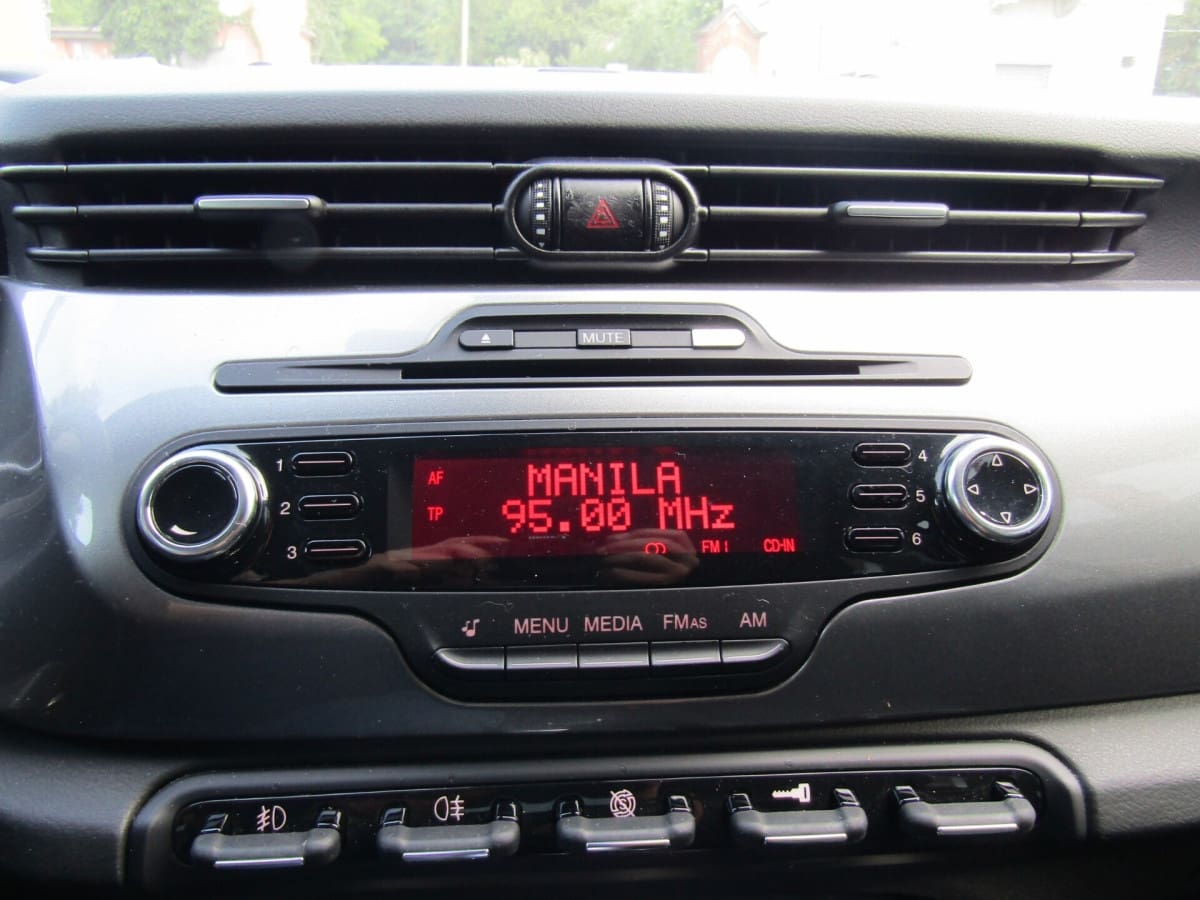 MUTE
1
2
3
AF
TP
MANILA
95.00 MHz
FM1
CD-IN
4
5
6
MENU
MEDIA
FMAS
AM
S